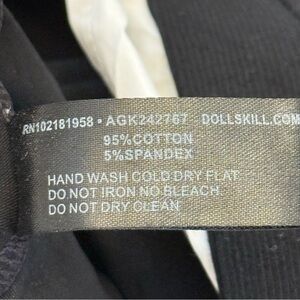 RN102181958 • AGK242767 DOLLSKILL.COM
95%COTTON
5%SPANDEX
HAND WASH COLD DRY FLAT
DO NOT IRON NO BLEACH
DO NOT DRY CLEAN